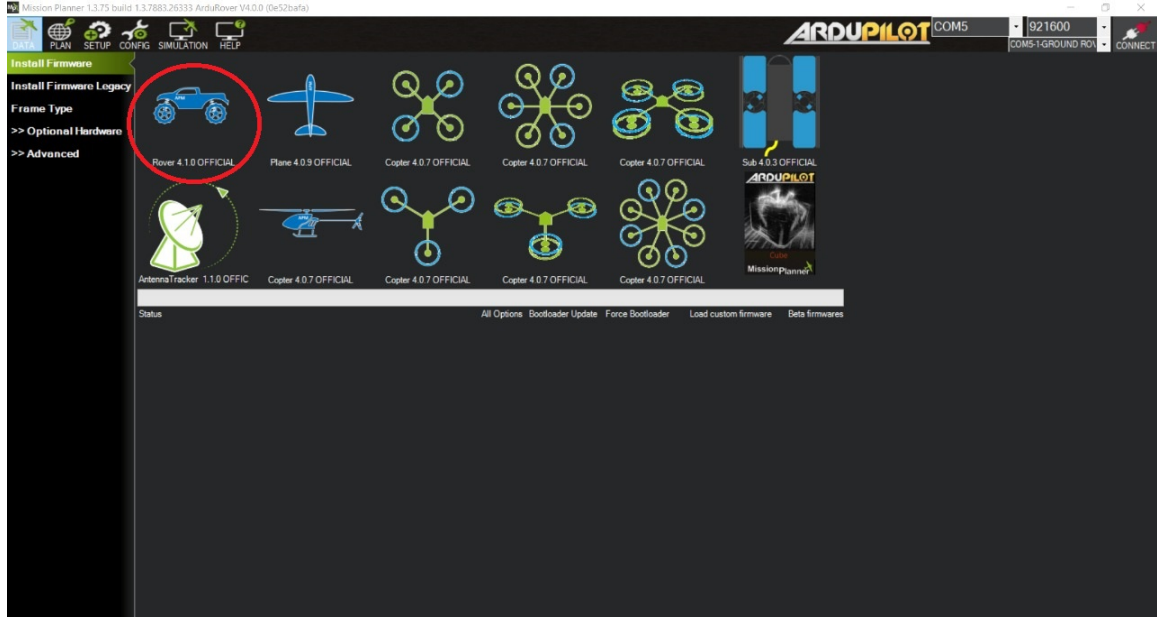 Mission Planner 1.3.75 build 1.3.7883.26333 ArduRover V4.0.0 (0e52bafa)
DATA PLAN SETUP CONFIG SIMULATION HELP
ARDUPILOT
COM5 921600
COM5-1-GROUND ROV CONNECT
Install Firmware
Install Firmware Legacy
Frame Type
>> Optional Hardware
>> Advanced
Rover 4.1.0 OFFICIAL Plane 4.0.9 OFFICIAL Copter 4.0.7 OFFICIAL Copter 4.0.7 OFFICIAL Copter 4.0.7 OFFICIAL Sub 4.0.3 OFFICIAL
ARDUPILOT
Cube
Mission Planner
AntennaTracker 1.1.0 OFFIC Copter 4.0.7 OFFICIAL Copter 4.0.7 OFFICIAL Copter 4.0.7 OFFICIAL Copter 4.0.7 OFFICIAL
Status All Options Bootloader Update Force Bootloader Load custom firmware Beta firmwares